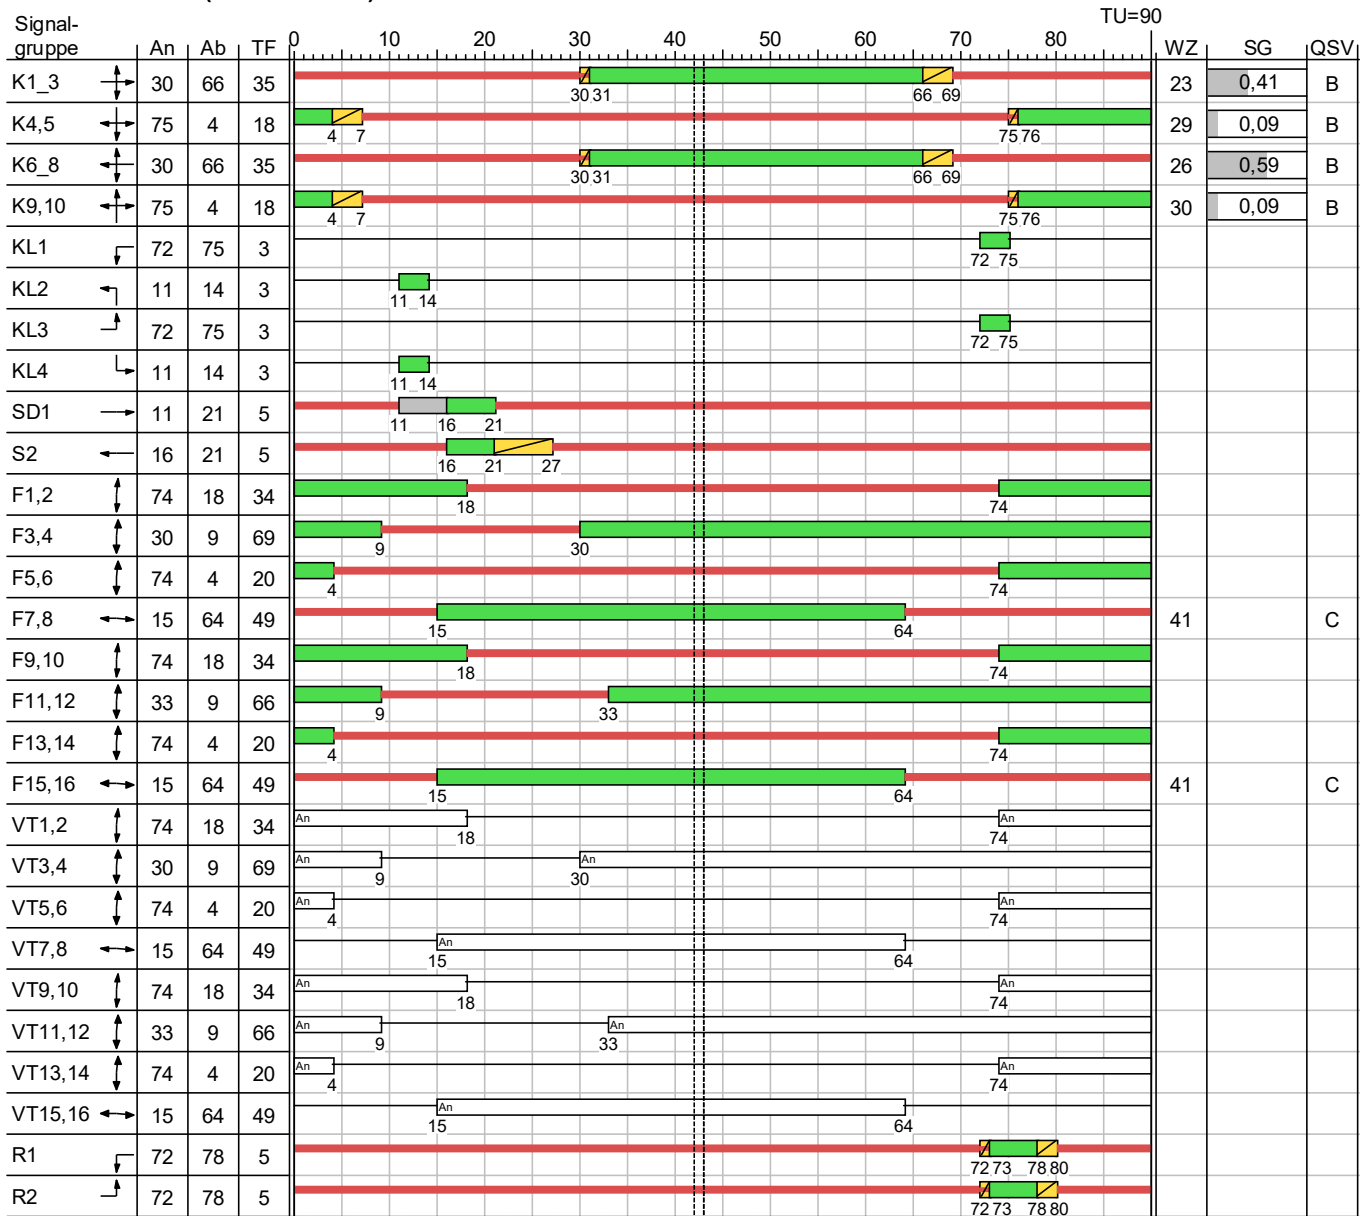 TU=90
Signal-
gruppe An Ab TF 0 10 20 30 40 50 60 70 80 WZ SG QSV
K1_3 30 66 35 30 31 66 69 23 0,41 B
K4,5 75 4 18 4 7 75 76 29 0,09 B
K6_8 30 66 35 30 31 66 69 26 0,59 B
K9,10 75 4 18 4 7 75 76 30 0,09 B
KL1 72 75 3 72 75
KL2 11 14 3 11 14
KL3 72 75 3 72 75
KL4 11 14 3 11 14
SD1 11 21 5 11 16 21
S2 16 21 5 16 21 27
F1,2 74 18 34 18 74
F3,4 30 9 69 9 30
F5,6 74 4 20 4 74
F7,8 15 64 49 15 64 41 C
F9,10 74 18 34 18 74
F11,12 33 9 66 9 33
F13,14 74 4 20 4 74
F15,16 15 64 49 15 64 41 C
VT1,2 74 18 34 An 18 An 74
VT3,4 30 9 69 An 9 An 30
VT5,6 74 4 20 An 4 An 74
VT7,8 15 64 49 An 15 64
VT9,10 74 18 34 An 18 An 74
VT11,12 33 9 66 An 9 An 33
VT13,14 74 4 20 An 4 An 74
VT15,16 15 64 49 An 15 64
R1 72 78 5 72 73 78 80
R2 72 78 5 72 73 78 80